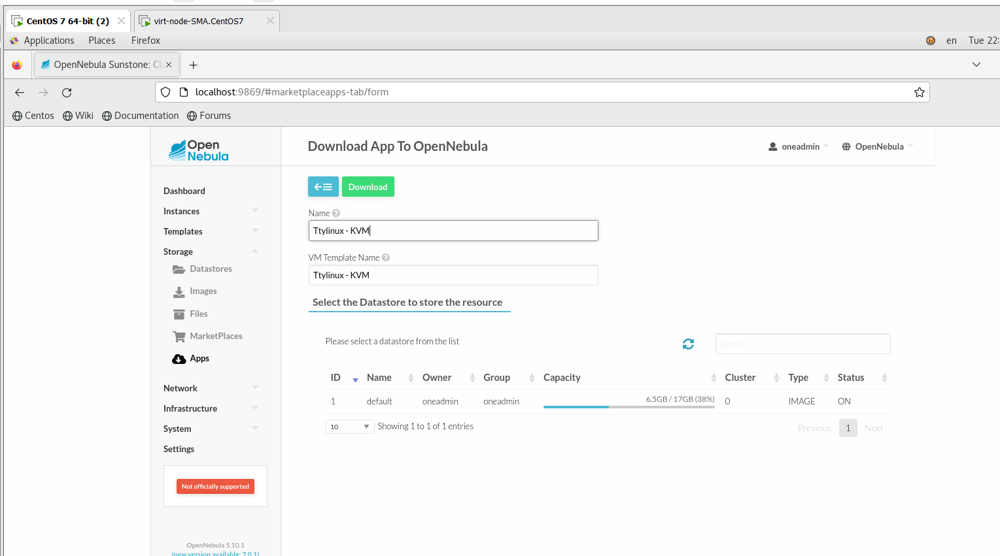 CentOS 7 64-bit (2)
virt-node-SMA.CentOS7
Applications Places Firefox en Tue 22:
OpenNebula Sunstone: Cl
localhost:9869/#marketplaceapps-tab/form
Centos Wiki Documentation Forums
Open
Nebula
Download App To OpenNebula
oneadmin OpenNebula
Dashboard
Instances
Templates
Storage
Datastores
Images
Files
MarketPlaces
Apps
Network
Infrastructure
System
Settings
Not officially supported
OpenNebula 5.10.1
(new version available: 7.0.1)
Download
Name
Ttylinux - KVM
VM Template Name
Ttylinux - KVM
Select the Datastore to store the resource
Please select a datastore from the list
Search
ID Name Owner Group Capacity Cluster Type Status
1 default oneadmin oneadmin 6.5GB / 17GB (38%) 0 IMAGE ON
10 Showing 1 to 1 of 1 entries
Previous 1 Next